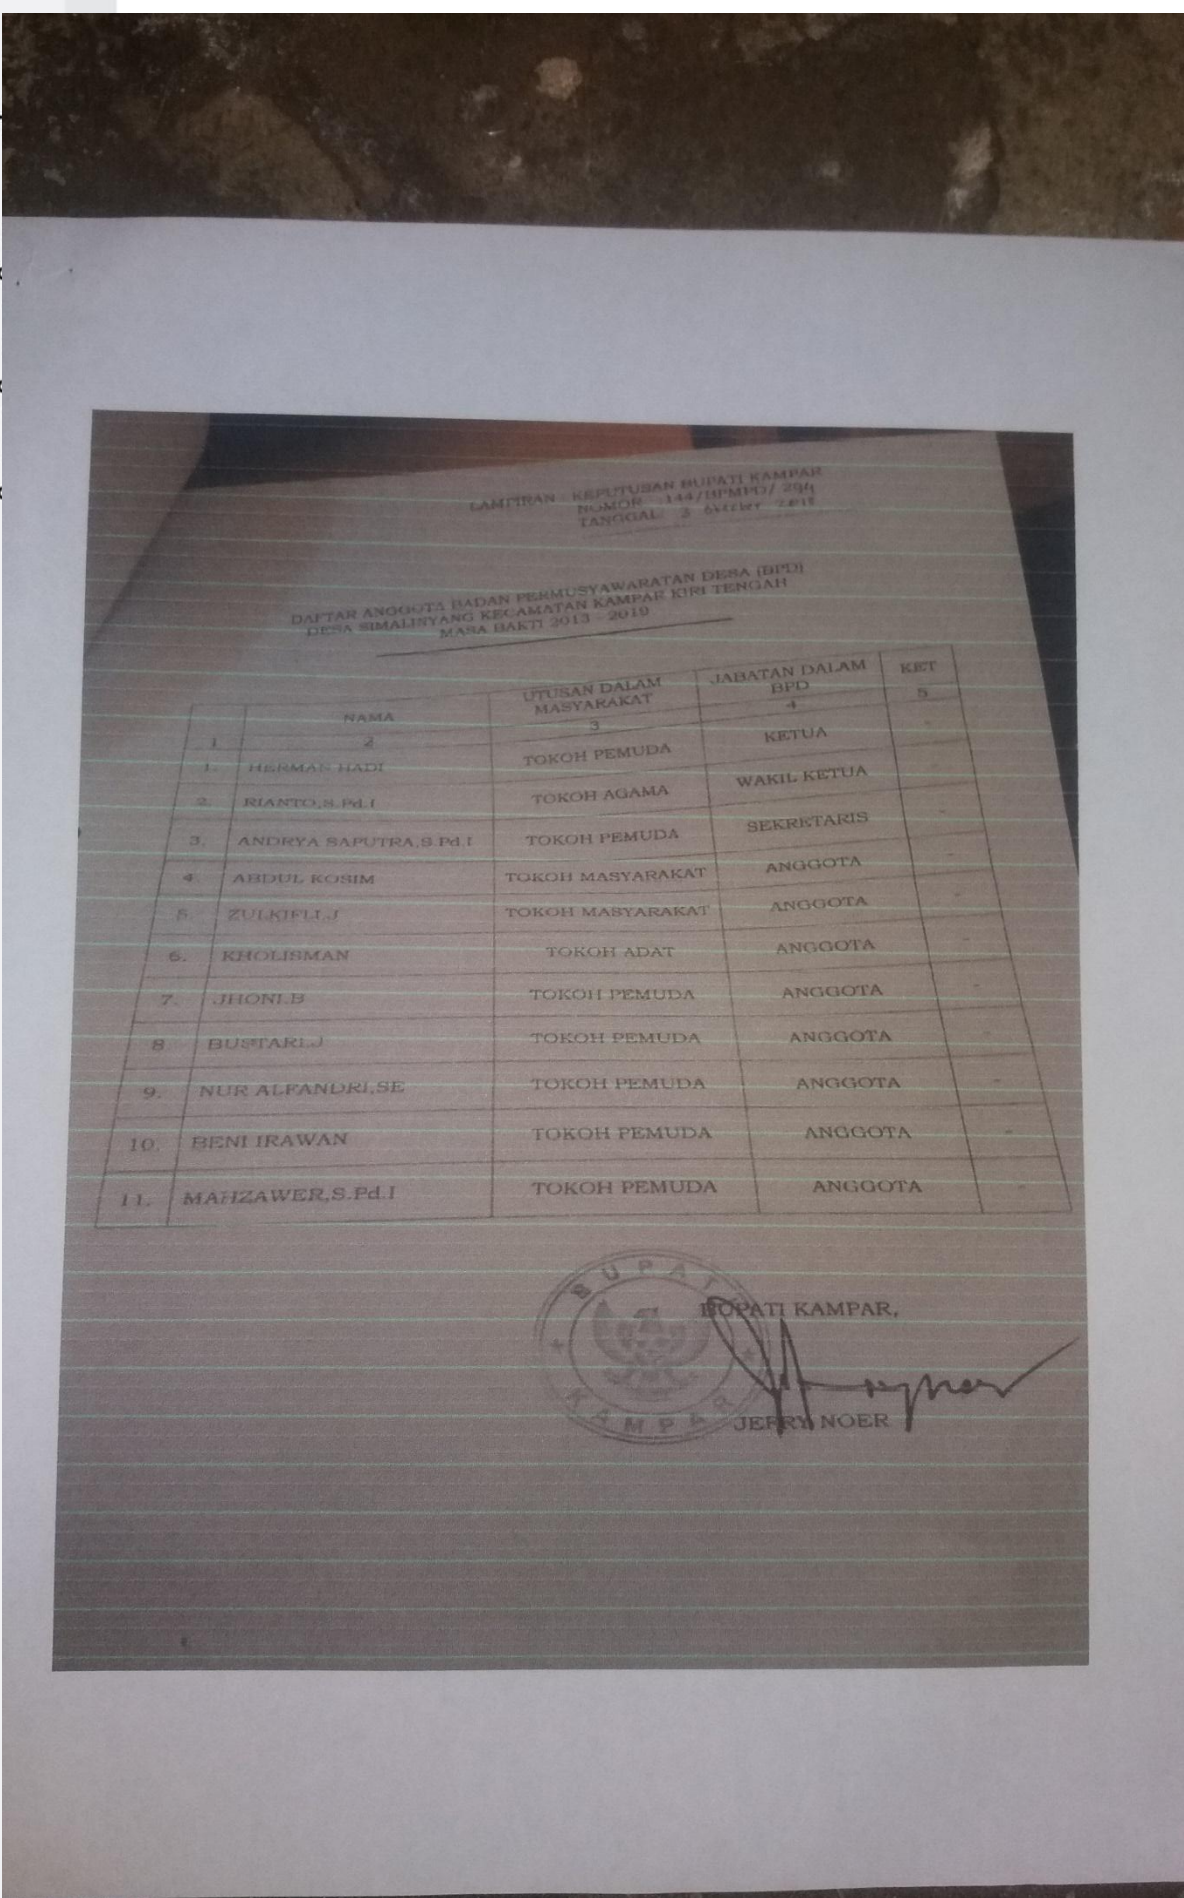 LAMPIRAN : KEPUTUSAN BUPATI KAMPAR
NOMOR : 144/BPMPD/ 294
TANGGAL : 3
DAFTAR ANGGOTA BADAN PERMUSYAWARATAN DESA (BPD)
DESA SIMALINYANG KECAMATAN KAMPAR KIRI TENGAH
MASA BAKTI 2013 - 2019
NAMA UTUSAN DALAM MASYARAKAT JABATAN DALAM BPD KET
1 2 3 4 5
1. HERMAN HADI TOKOH PEMUDA KETUA -
2. RIANTO,S.Pd.I TOKOH AGAMA WAKIL KETUA -
3. ANDRYA SAPUTRA,S.Pd.I TOKOH PEMUDA SEKRETARIS -
4. ABDUL KOSIM TOKOH MASYARAKAT ANGGOTA -
5. ZULKIFLI.J TOKOH MASYARAKAT ANGGOTA -
6. KHOLISMAN TOKOH ADAT ANGGOTA -
7. JHONI.B TOKOH PEMUDA ANGGOTA -
8. BUSTARI.J TOKOH PEMUDA ANGGOTA -
9. NUR ALFANDRI,SE TOKOH PEMUDA ANGGOTA -
10. BENI IRAWAN TOKOH PEMUDA ANGGOTA -
11. MAHZAWER,S.Pd.I TOKOH PEMUDA ANGGOTA -
BUPATI KAMPAR
BUPATI KAMPAR,
JEFRY NOER